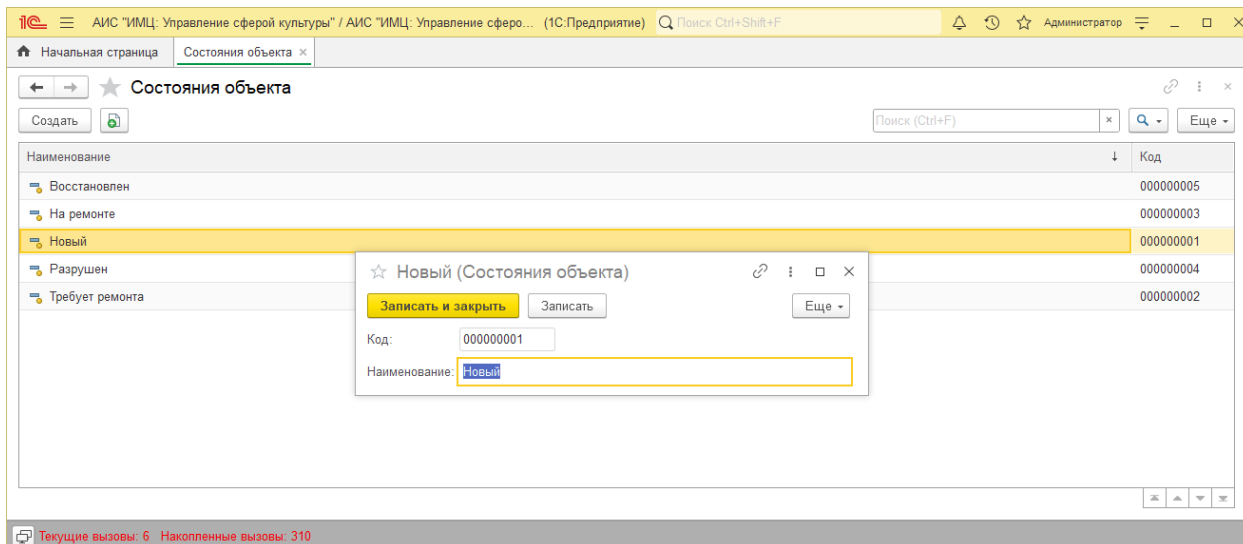 1С АИС "ИМЦ: Управление сферой культуры" / АИС "ИМЦ: Управление сферо... (1С:Предприятие) Поиск Ctrl+Shift+F Администратор
Начальная страница Состояния объекта ×
Состояния объекта
Создать Поиск (Ctrl+F) × Еще
Наименование Код
Восстановлен 000000005
На ремонте 000000003
Новый 000000001
Разрушен 000000004
Требует ремонта 000000002
Новый (Состояния объекта)
Записать и закрыть Записать Еще
Код: 000000001
Наименование: Новый
Текущие вызовы: 6 Накопленные вызовы: 310